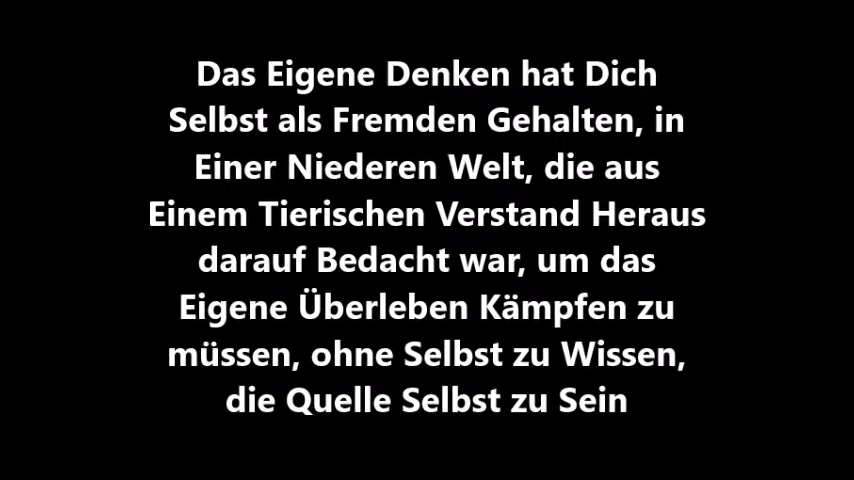 Das Eigene Denken hat Dich
Selbst als Fremden Gehalten, in
Einer Niederen Welt, die aus
Einem Tierischen Verstand Heraus
darauf Bedacht war, um das
Eigene Überleben Kämpfen zu
müssen, ohne Selbst zu Wissen,
die Quelle Selbst zu Sein